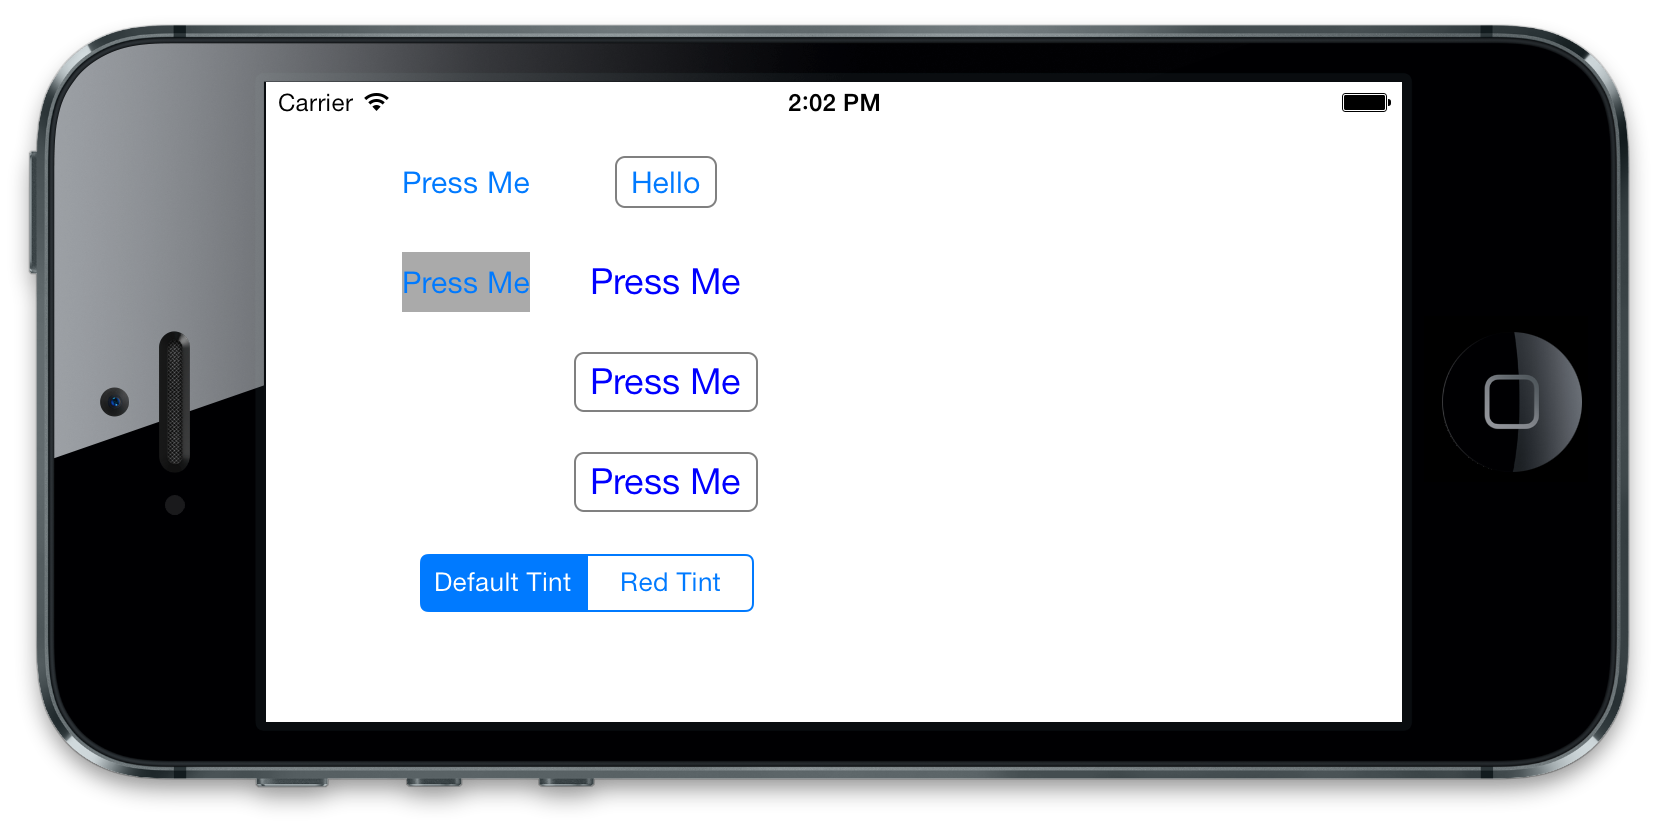 Carrier 2:02 PM
Press Me Hello
Press Me Press Me
Press Me
Press Me
Default Tint Red Tint